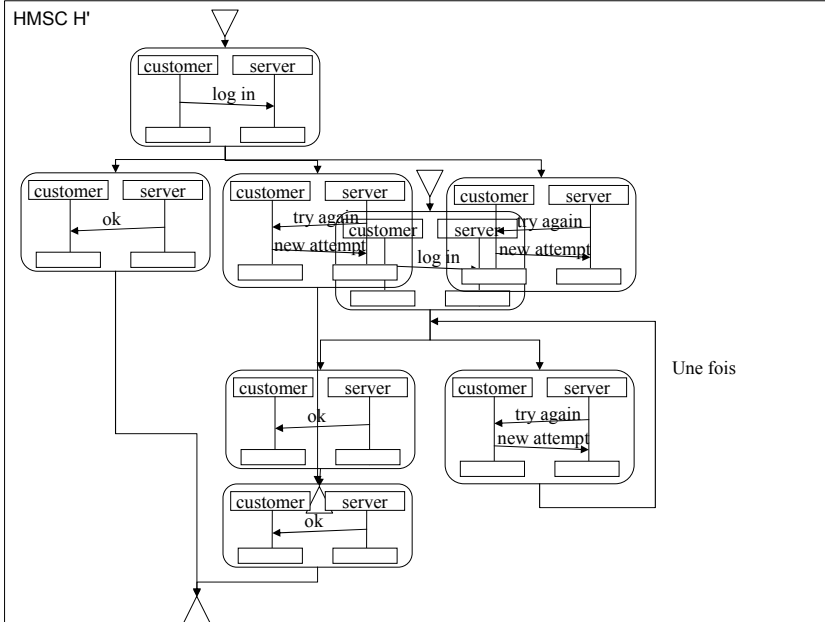 HMSC H'
customer server
log in
customer server
ok
customer server
try again
new attempt
customer server
log in
customer server
try again
new attempt
Une fois
customer server
ok
customer server
try again
new attempt
customer server
ok